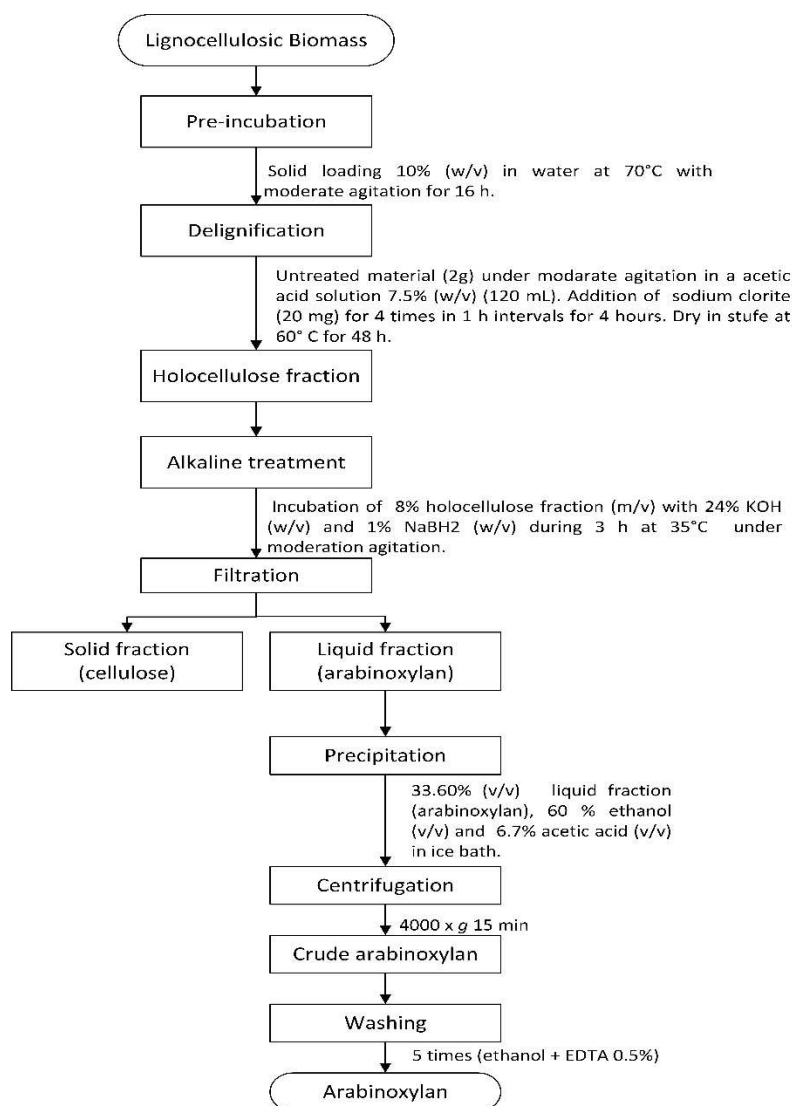 Lignocellulosic Biomass
Pre-incubation
Solid loading 10% (w/v) in water at 70°C with
moderate agitation for 16 h.
Delignification
Untreated material (2g) under modarate agitation in a acetic
acid solution 7.5% (w/v) (120 mL). Addition of sodium clorite
(20 mg) for 4 times in 1 h intervals for 4 hours. Dry in stufe at
60° C for 48 h.
Holocellulose fraction
Alkaline treatment
Incubation of 8% holocellulose fraction (m/v) with 24% KOH
(w/v) and 1% NaBH2 (w/v) during 3 h at 35°C under
moderation agitation.
Filtration
Solid fraction
(cellulose)
Liquid fraction
(arabinoxylan)
Precipitation
33.60% (v/v) liquid fraction
(arabinoxylan), 60 % ethanol
(v/v) and 6.7% acetic acid (v/v)
in ice bath.
Centrifugation
4000 x g 15 min
Crude arabinoxylan
Washing
5 times (ethanol + EDTA 0.5%)
Arabinoxylan